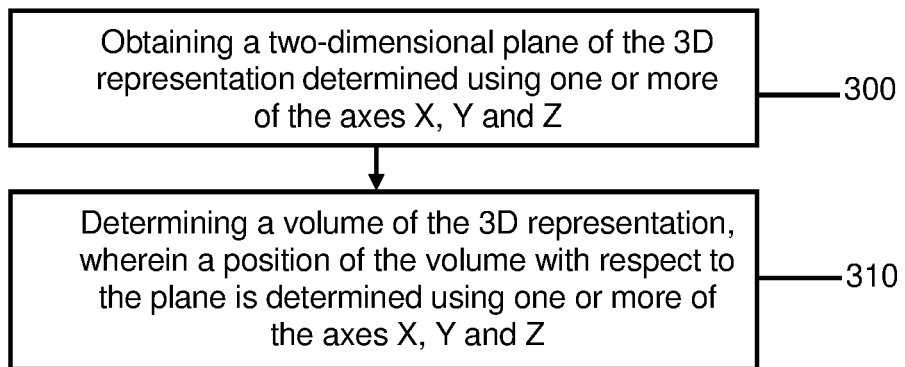 Obtaining a two-dimensional plane of the 3D
representation determined using one or more
of the axes X, Y and Z
300
Determining a volume of the 3D representation,
wherein a position of the volume with respect to
the plane is determined using one or more of
the axes X, Y and Z
310